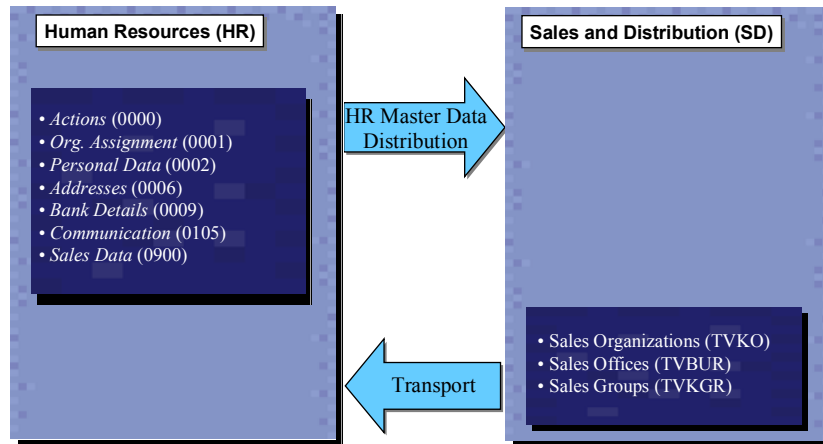 Human Resources (HR)
• Actions (0000)
• Org. Assignment (0001)
• Personal Data (0002)
• Addresses (0006)
• Bank Details (0009)
• Communication (0105)
• Sales Data (0900)
HR Master Data
Distribution
Transport
Sales and Distribution (SD)
• Sales Organizations (TVKO)
• Sales Offices (TVBUR)
• Sales Groups (TVKGR)